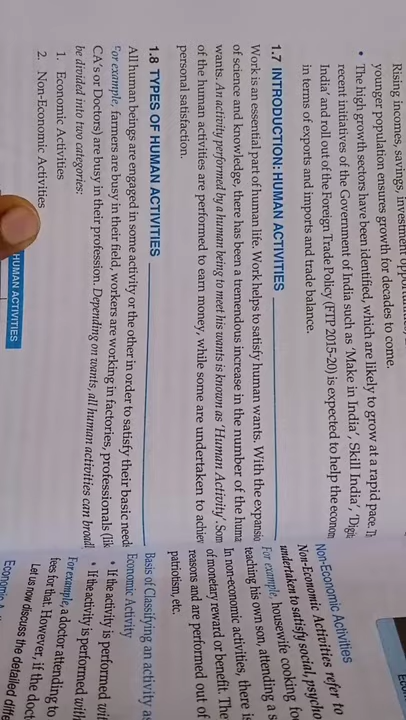 Rising incomes, savings, investment
younger population ensures growth for decades to come.
• The high growth sectors have been identified, which are likely to grow at a rapid pace.
recent initiatives of the Government of India such as 'Make in India', Skill India', 'Digi
India' and roll out of the Foreign Trade Policy (FTP 2015-20) is expected to help the econom
in terms of exports and imports and trade balance.
1.7 INTRODUCTION: HUMAN ACTIVITIES
Work is an essential part of human life. Work helps to satisfy human wants. With the expansio
of science and knowledge, there has been a tremendous increase in the number of the huma
wants. An activity performed by a human being to meet his wants is known as 'Human Activity'. Som
of the human activities are performed to earn money, while some are undertaken to achiev
personal satisfaction.
1.8 TYPES OF HUMAN ACTIVITIES
All human beings are engaged in some activity or the other in order to satisfy their basic need
For example, farmers are busy in their field, workers are working in factories, professionals (lik
CA's or Doctors) are busy in their profession. Depending on wants, all human activities can broadl
be divided into two categories:
1. Economic Activities
2. Non-Economic Activities
HUMAN ACTIVITIES
Non-Economic Activities
Non-Economic Activities refer to
undertaken to satisfy social, psych
For example, housewife cooking fo
teaching his own son, attending a s
In non-economic activities, there is
of monetary reward or benefit. The
reasons and are performed out of
patriotism, etc.
Basis of Classifying an activity as
Economic Activity
• If the activity is performed wit
• If the activity is performed with
For example, a doctor attending to
fees for that. However, if the doct
Let us now discuss the detailed diffe
Economic